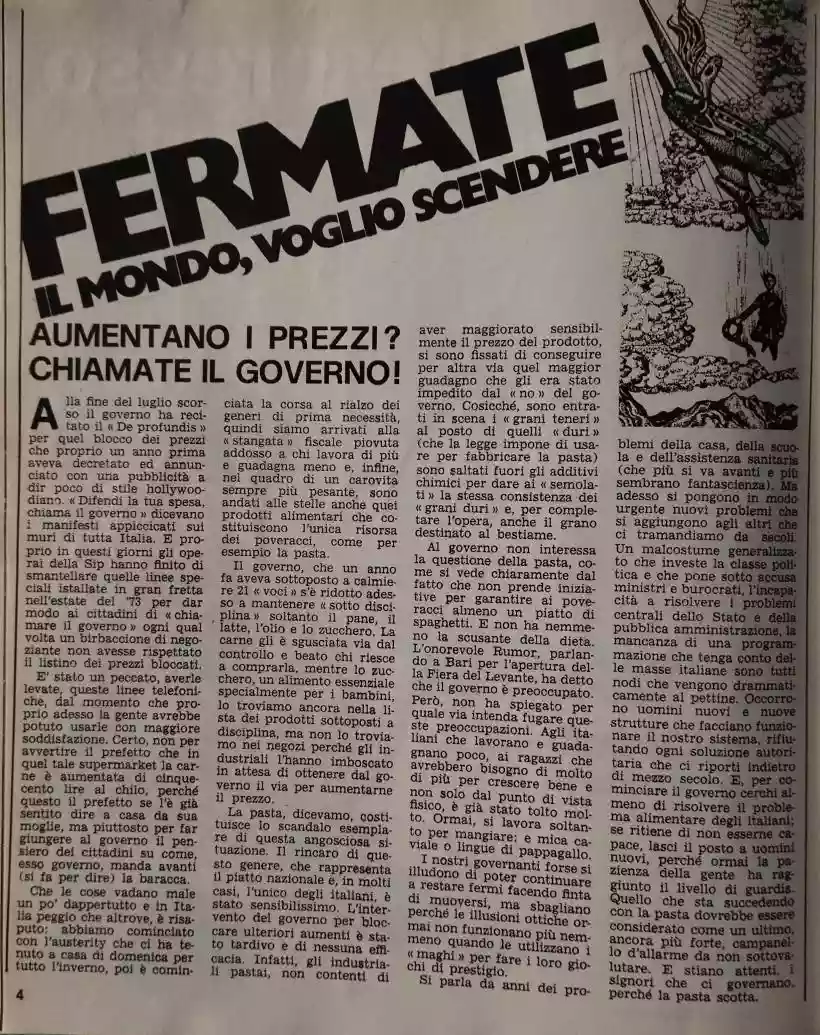 FERMATE
IL MONDO, VOGLIO SCENDERE
AUMENTANO I PREZZI?
CHIAMATE IL GOVERNO!
Alla fine del luglio scor-
so il governo ha reci-
tato il « De profundis »
per quel blocco dei prezzi
che proprio un anno prima
aveva decretato ed annun-
ciato con una pubblicità a
dir poco di stile hollywoo-
diano. « Difendi la tua spesa,
chiama il governo » dicevano
i manifesti appiccicati sui
muri di tutta Italia. E pro-
prio in questi giorni gli ope-
rai della Sip hanno finito di
smantellare quelle linee spe-
ciali istallate in gran fretta
nell'estate del '73 per dar
modo ai cittadini di « chia-
mare il governo » ogni qual
volta un birbaccione di nego-
ziante non avesse rispettato
il listino dei prezzi bloccati.
E' stato un peccato, averle
levate, queste linee telefoni-
che, dal momento che pro-
prio adesso la gente avrebbe
potuto usarle con maggiore
soddisfazione. Certo, non per
avvertire il prefetto che in
quel tale supermarket la car-
ne è aumentata di cinque-
cento lire al chilo, perché
questo il prefetto se l'è già
sentito dire a casa da sua
moglie, ma piuttosto per far
giungere al governo il pen-
siero dei cittadini su come,
esso governo, manda avanti
(si fa per dire) la baracca.
Che le cose vadano male
un po' dappertutto e in Ita-
lia peggio che altrove, è risa-
puto: abbiamo cominciato
con l'austerity che ci ha te-
nuto a casa di domenica per
tutto l'inverno, poi è comin-
ciata la corsa al rialzo dei
generi di prima necessità,
quindi siamo arrivati alla
« stangata » fiscale piovuta
addosso a chi lavora di più
e guadagna meno e, infine,
nel quadro di un carovita
sempre più pesante, sono
andati alle stelle anche quei
prodotti alimentari che co-
stituiscono l'unica risorsa
dei poveracci, come per
esempio la pasta.
Il governo, che un anno
fa aveva sottoposto a calmie-
re 21 « voci » s'è ridotto ades-
so a mantenere « sotto disci-
plina » soltanto il pane, il
latte, l'olio e lo zucchero. La
carne gli è sgusciata via dal
controllo e beato chi riesce
a comprarla, mentre lo zuc-
chero, un alimento essenziale
specialmente per i bambini,
lo troviamo ancora nella li-
sta dei prodotti sottoposti a
disciplina, ma non lo trovia-
mo nei negozi perché gli in-
dustriali l'hanno imboscato
in attesa di ottenere dal go-
verno il via per aumentarne
il prezzo.
La pasta, dicevamo, costi-
tuisce lo scandalo esempla-
re di questa angosciosa si-
tuazione. Il rincaro di que-
sto genere, che rappresenta
il piatto nazionale e, in molti
casi, l'unico degli italiani, è
stato sensibilissimo. L'inter-
vento del governo per bloc-
care ulteriori aumenti è sta-
to tardivo e di nessuna effi-
cacia. Infatti, gli industria-
li pastai, non contenti di
aver maggiorato sensibil-
mente il prezzo del prodotto,
si sono fissati di conseguire
per altra via quel maggior
guadagno che gli era stato
impedito dal « no » del go-
verno. Cosicché, sono entra-
ti in scena i « grani teneri »
al posto di quelli « duri »
(che la legge impone di usa-
re per fabbricare la pasta)
sono saltati fuori gli additivi
chimici per dare ai « semola-
ti » la stessa consistenza dei
« grani duri » e, per comple-
tare l'opera, anche il grano
destinato al bestiame.
Al governo non interessa
la questione della pasta, co-
me si vede chiaramente dal
fatto che non prende inizia-
tive per garantire ai pove-
racci almeno un piatto di
spaghetti. E non ha nemme-
no la scusante della dieta.
L'onorevole Rumor, parlan-
do a Bari per l'apertura del-
la Fiera del Levante, ha detto
che il governo è preoccupato.
Però, non ha spiegato per
quale via intenda fugare que-
ste preoccupazioni. Agli ita-
liani che lavorano e guada-
gnano poco, ai ragazzi che
avrebbero bisogno di molto
di più per crescere bene e
non solo dal punto di vista
fisico, è già stato tolto mol-
to. Ormai, si lavora soltan-
to per mangiare; e mica ca-
viale o lingue di pappagallo.
I nostri governanti forse si
illudono di poter continuare
a restare fermi facendo finta
di muoversi, ma sbagliano
perché le illusioni ottiche or-
mai non funzionano più nem-
meno quando le utilizzano i
« maghi » per fare i loro gio-
chi di prestigio.
Si parla da anni dei pro-
blemi della casa, della scuo-
la e dell'assistenza sanitaria
(che più si va avanti e più
sembrano fantascienza). Ma
adesso si pongono in modo
urgente nuovi problemi che
si aggiungono agli altri che
ci tramandiamo da secoli.
Un malcostume generalizza-
to che investe la classe poli-
tica e che pone sotto accusa
ministri e burocrati, l'incapa-
cità a risolvere i problemi
centrali dello Stato e della
pubblica amministrazione, la
mancanza di una program-
mazione che tenga conto del-
le masse italiane sono tutti
nodi che vengono drammati-
camente al pettine. Occorro-
no uomini nuovi e nuove
strutture che facciano funzio-
nare il nostro sistema, rifiu-
tando ogni soluzione autori-
taria che ci riporti indietro
di mezzo secolo. E, per co-
minciare il governo cerchi al-
meno di risolvere il proble-
ma alimentare degli italiani;
se ritiene di non esserne ca-
pace, lasci il posto a uomini
nuovi, perché ormai la pa-
zienza della gente ha rag-
giunto il livello di guardia.
Quello che sta succedendo
con la pasta dovrebbe essere
considerato come un ultimo,
ancora più forte, campanel-
lo d'allarme da non sottova-
lutare. E stiano attenti, i
signori che ci governano,
perché la pasta scotta.
4